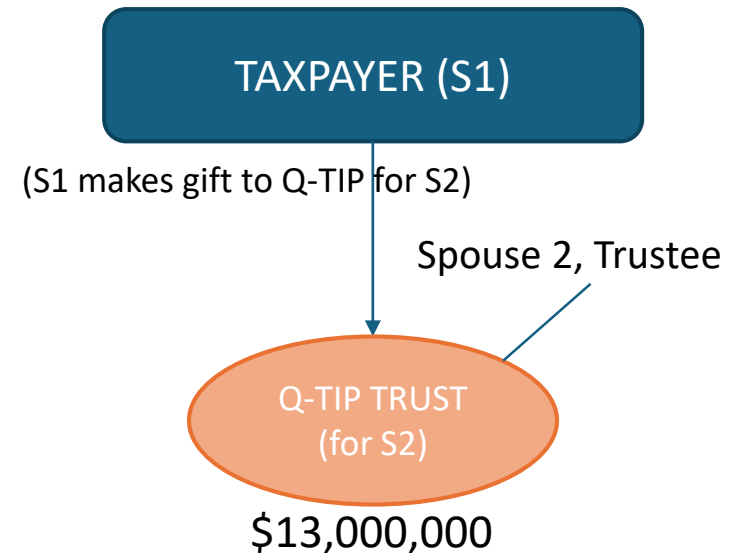 TAXPAYER (S1)
(S1 makes gift to Q-TIP for S2)
Spouse 2, Trustee
Q-TIP TRUST
(for S2)
$13,000,000